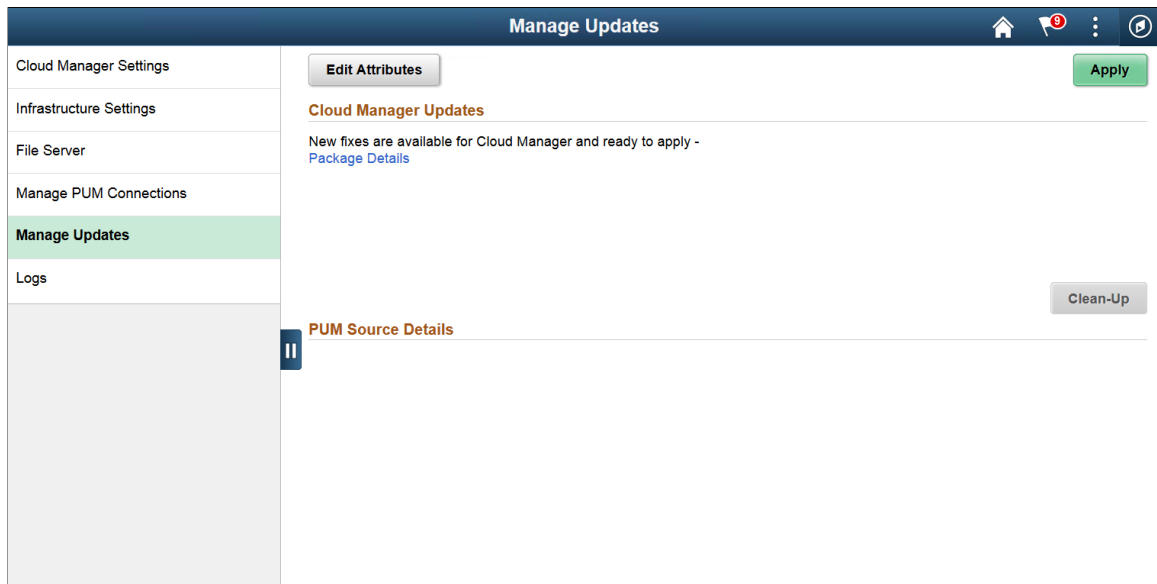 Manage Updates
9
Cloud Manager Settings
Infrastructure Settings
File Server
Manage PUM Connections
Manage Updates
Logs
Edit Attributes
Apply
Cloud Manager Updates
New fixes are available for Cloud Manager and ready to apply -
Package Details
Clean-Up
PUM Source Details